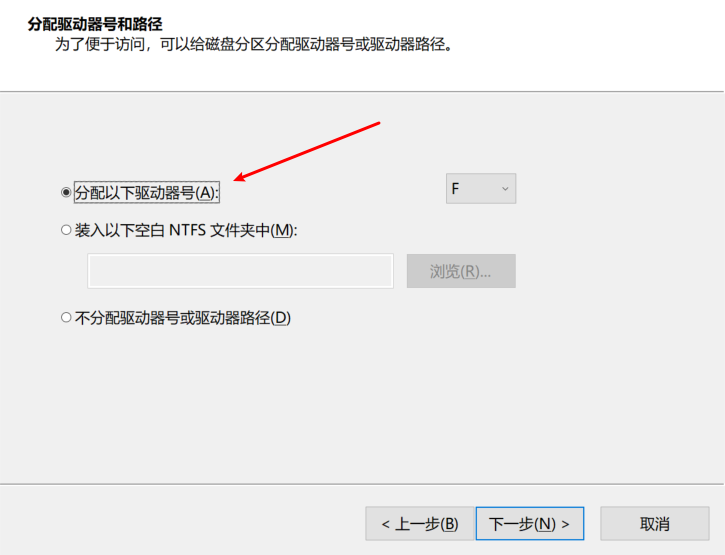 分配驱动器号和路径
为了便于访问，可以给磁盘分区分配驱动器号或驱动器路径。
分配以下驱动器号(A):
F
装入以下空白 NTFS 文件夹中(M):
浏览(R)...
不分配驱动器号或驱动器路径(D)
< 上一步(B) 下一步(N) > 取消